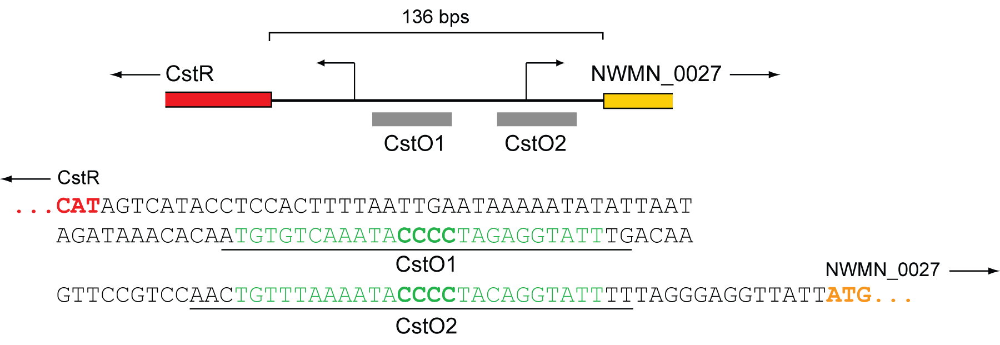 136 bps
CstR
NWMN_0027
CstO1
CstO2
CstR
...CATAGTCATACCTCCACTTTTAATTGAATAAAAATATATTAAT
AGATAAACACAATGTGTCAAATACCCCTAGAGGTATTTGACAA
CstO1
NWMN_0027
GTTCCGTCCAACTGTTTAAAATACCCCTACAGGTATTTTTAGGGAGGTTATTATG...
CstO2